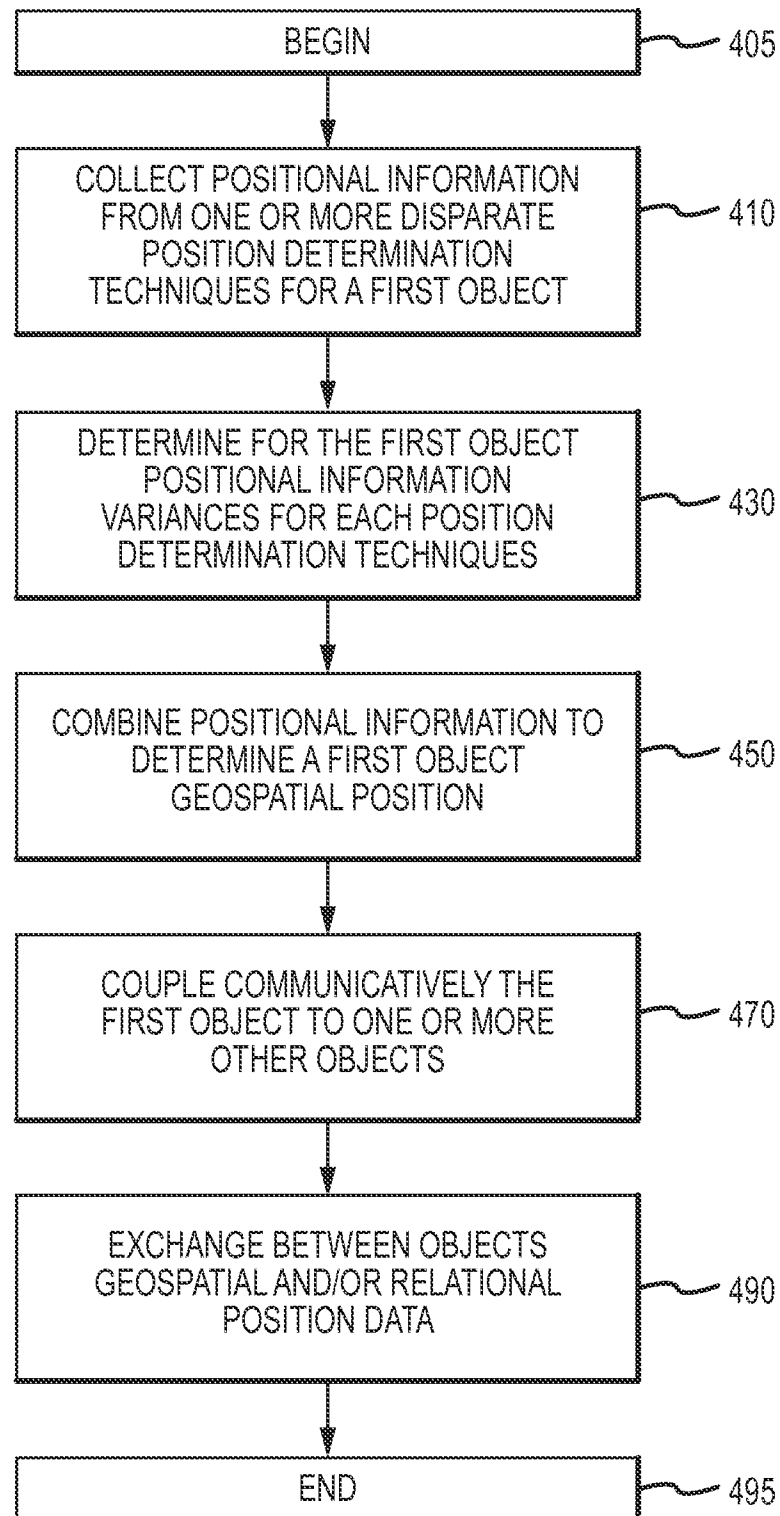 BEGIN
405
COLLECT POSITIONAL INFORMATION
FROM ONE OR MORE DISPARATE
POSITION DETERMINATION
TECHNIQUES FOR A FIRST OBJECT
410
DETERMINE FOR THE FIRST OBJECT
POSITIONAL INFORMATION
VARIANCES FOR EACH POSITION
DETERMINATION TECHNIQUES
430
COMBINE POSITIONAL INFORMATION TO
DETERMINE A FIRST OBJECT
GEOSPATIAL POSITION
450
COUPLE COMMUNICATIVELY THE
FIRST OBJECT TO ONE OR MORE
OTHER OBJECTS
470
EXCHANGE BETWEEN OBJECTS
GEOSPATIAL AND/OR RELATIONAL
POSITION DATA
490
END
495